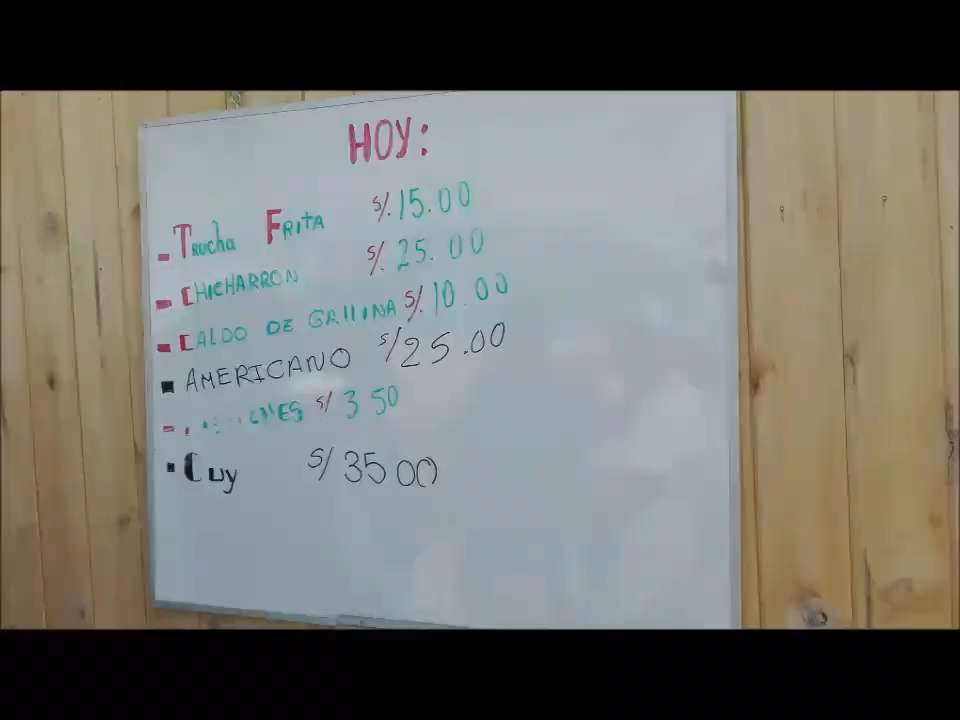 HOY:
- Trucha Frita S/.15.00
- CHICHARRON S/.25.00
- CALDO DE GALLINA S/.10.00
- AMERICANO S/25.00
- S/ 3 50
- Cuy S/35 00